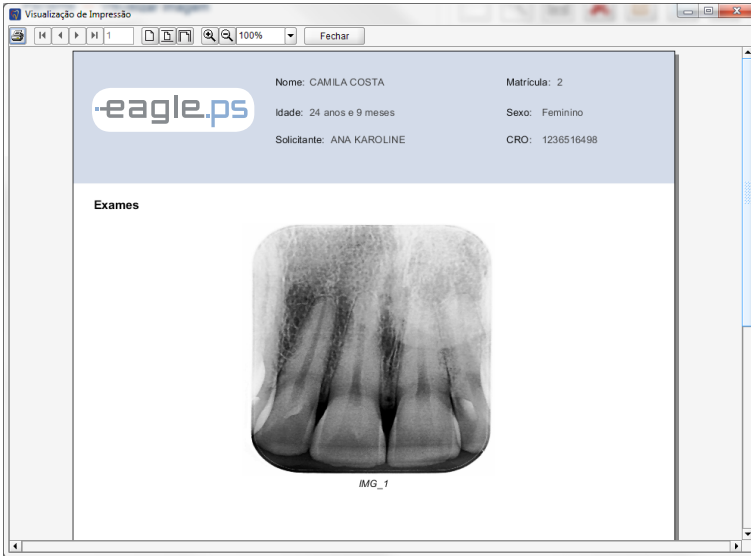 Visualização de Impressão
1
100%
Fechar
eagle.ps
Nome: CAMILA COSTA
Matrícula: 2
Idade: 24 anos e 9 meses
Sexo: Feminino
Solicitante: ANA KAROLINE
CRO: 1236516498
Exames
IMG_1